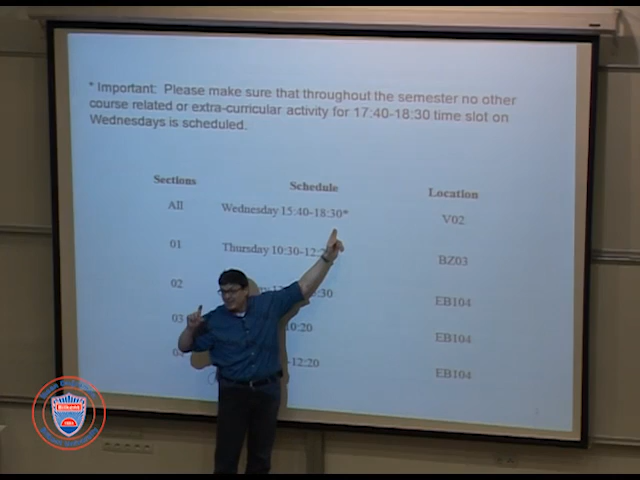 * Important: Please make sure that throughout the semester no other
course related or extra-curricular activity for 17:40-18:30 time slot on
Wednesdays is scheduled.
Sections Schedule Location
All Wednesday 15:40-18:30* V02
01 Thursday 10:30-12:2 BZ03
02 :30 EB104
03 10:20 EB104
-12:20 EB104
Bilkent